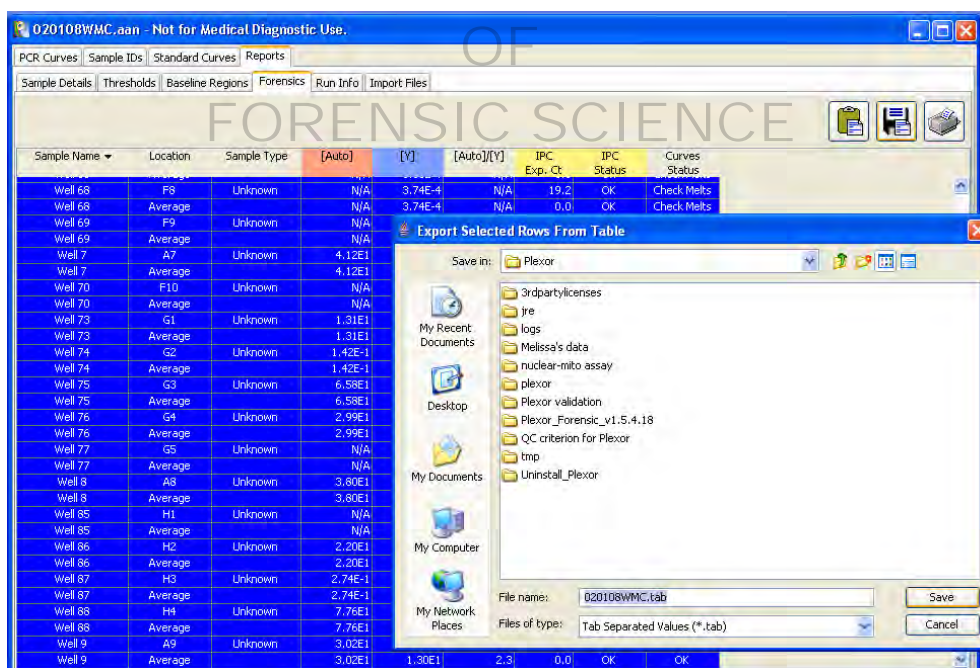 020108WMC.aan - Not for Medical Diagnostic Use.
OF
PCR Curves Sample IDs Standard Curves Reports
Sample Details Thresholds Baseline Regions Forensics Run Info Import Files
FORENSIC SCIENCE
Sample Name Location Sample Type [Auto] [Y] [Auto]/[Y] IPC Exp. Ct IPC Status Curves Status
Well 68 F8 Unknown N/A 3.74E-4 N/A 19.2 OK Check Melts
Well 68 Average N/A 3.74E-4 N/A 0.0 OK Check Melts
Well 69 F9 Unknown N/A
Well 69 Average N/A
Well 7 A7 Unknown 4.12E1
Well 7 Average 4.12E1
Well 70 F10 Unknown N/A
Well 70 Average N/A
Well 73 G1 Unknown 1.31E1
Well 73 Average 1.31E1
Well 74 G2 Unknown 1.42E-1
Well 74 Average 1.42E-1
Well 75 G3 Unknown 6.58E1
Well 75 Average 6.58E1
Well 76 G4 Unknown 2.99E1
Well 76 Average 2.99E1
Well 77 G5 Unknown N/A
Well 77 Average N/A
Well 8 A8 Unknown 3.80E1
Well 8 Average 3.80E1
Well 85 H1 Unknown N/A
Well 85 Average N/A
Well 86 H2 Unknown 2.20E1
Well 86 Average 2.20E1
Well 87 H3 Unknown 2.74E-1
Well 87 Average 2.74E-1
Well 88 H4 Unknown 7.76E1
Well 88 Average 7.76E1
Well 9 A9 Unknown 3.02E1
Well 9 Average 3.02E1 1.30E1 2.3 0.0 OK OK
Export Selected Rows From Table
Save in: Plexor
My Recent Documents
Desktop
My Documents
My Computer
My Network Places
3rdpartylicenses
jre
logs
Melissa's data
nuclear-mito assay
plexor
Plexor validation
Plexor_Forensic_v1.5.4.18
QC criterion for Plexor
tmp
Uninstall_Plexor
File name: 020108WMC.tab Save
Files of type: Tab Separated Values (*.tab) Cancel